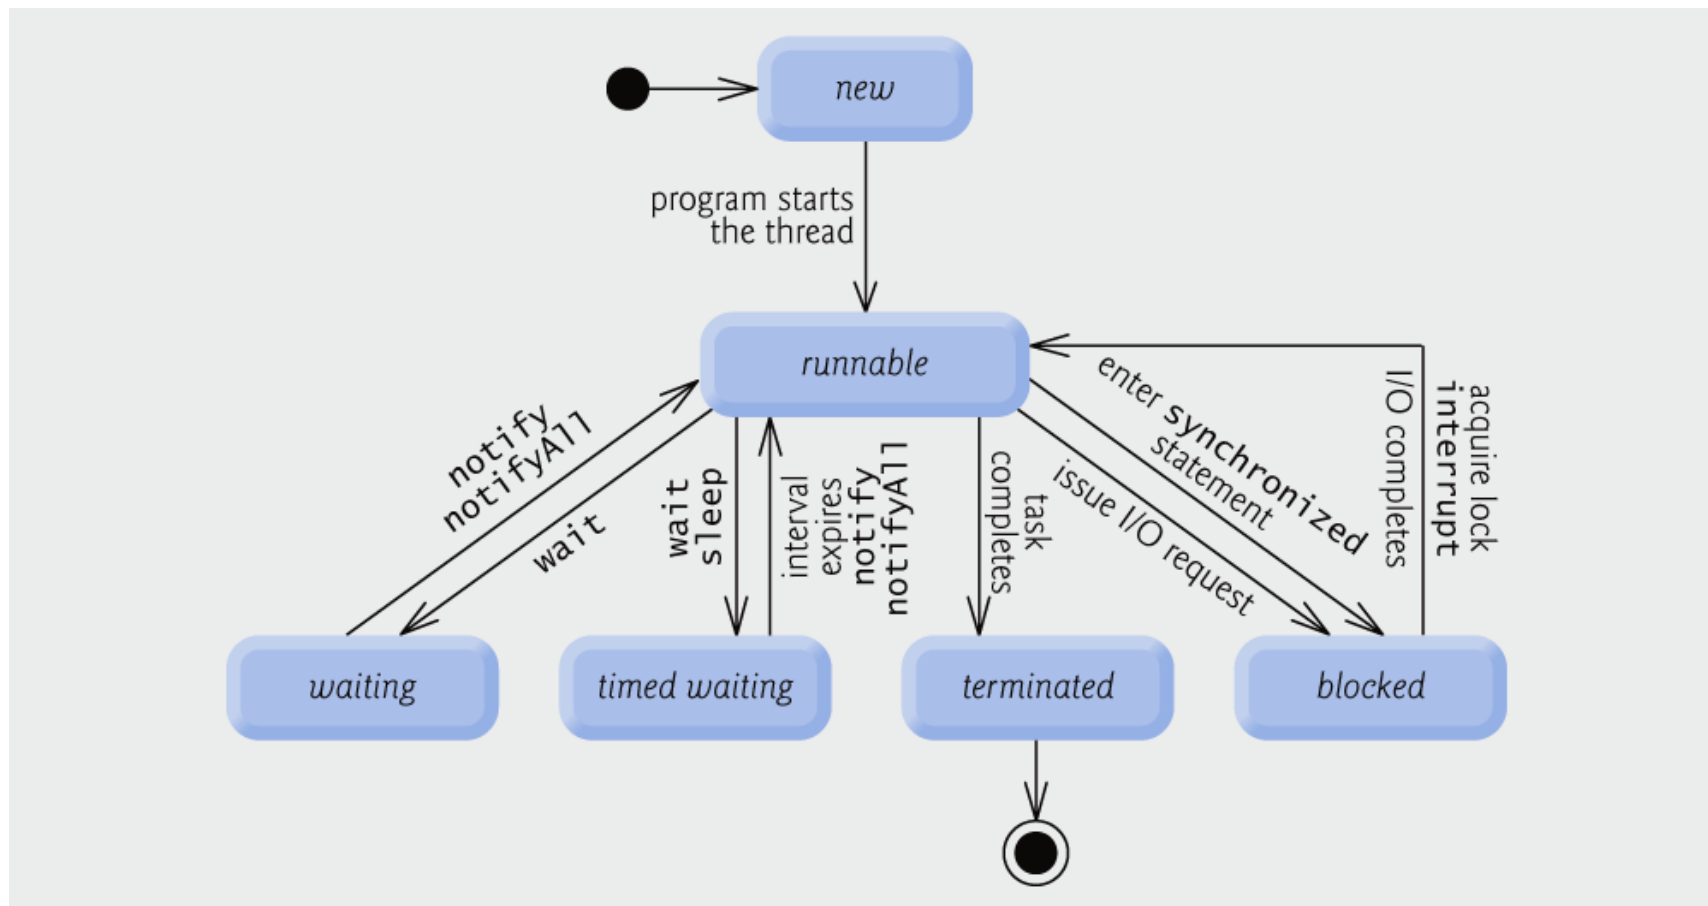 new
program starts
the thread
runnable
notify
notifyAll
wait
wait
sleep
interval
expires
notify
notifyAll
task
completes
issue I/O request
enter synchronized
statement
I/O completes
acquire lock
interrupt
waiting
timed waiting
terminated
blocked